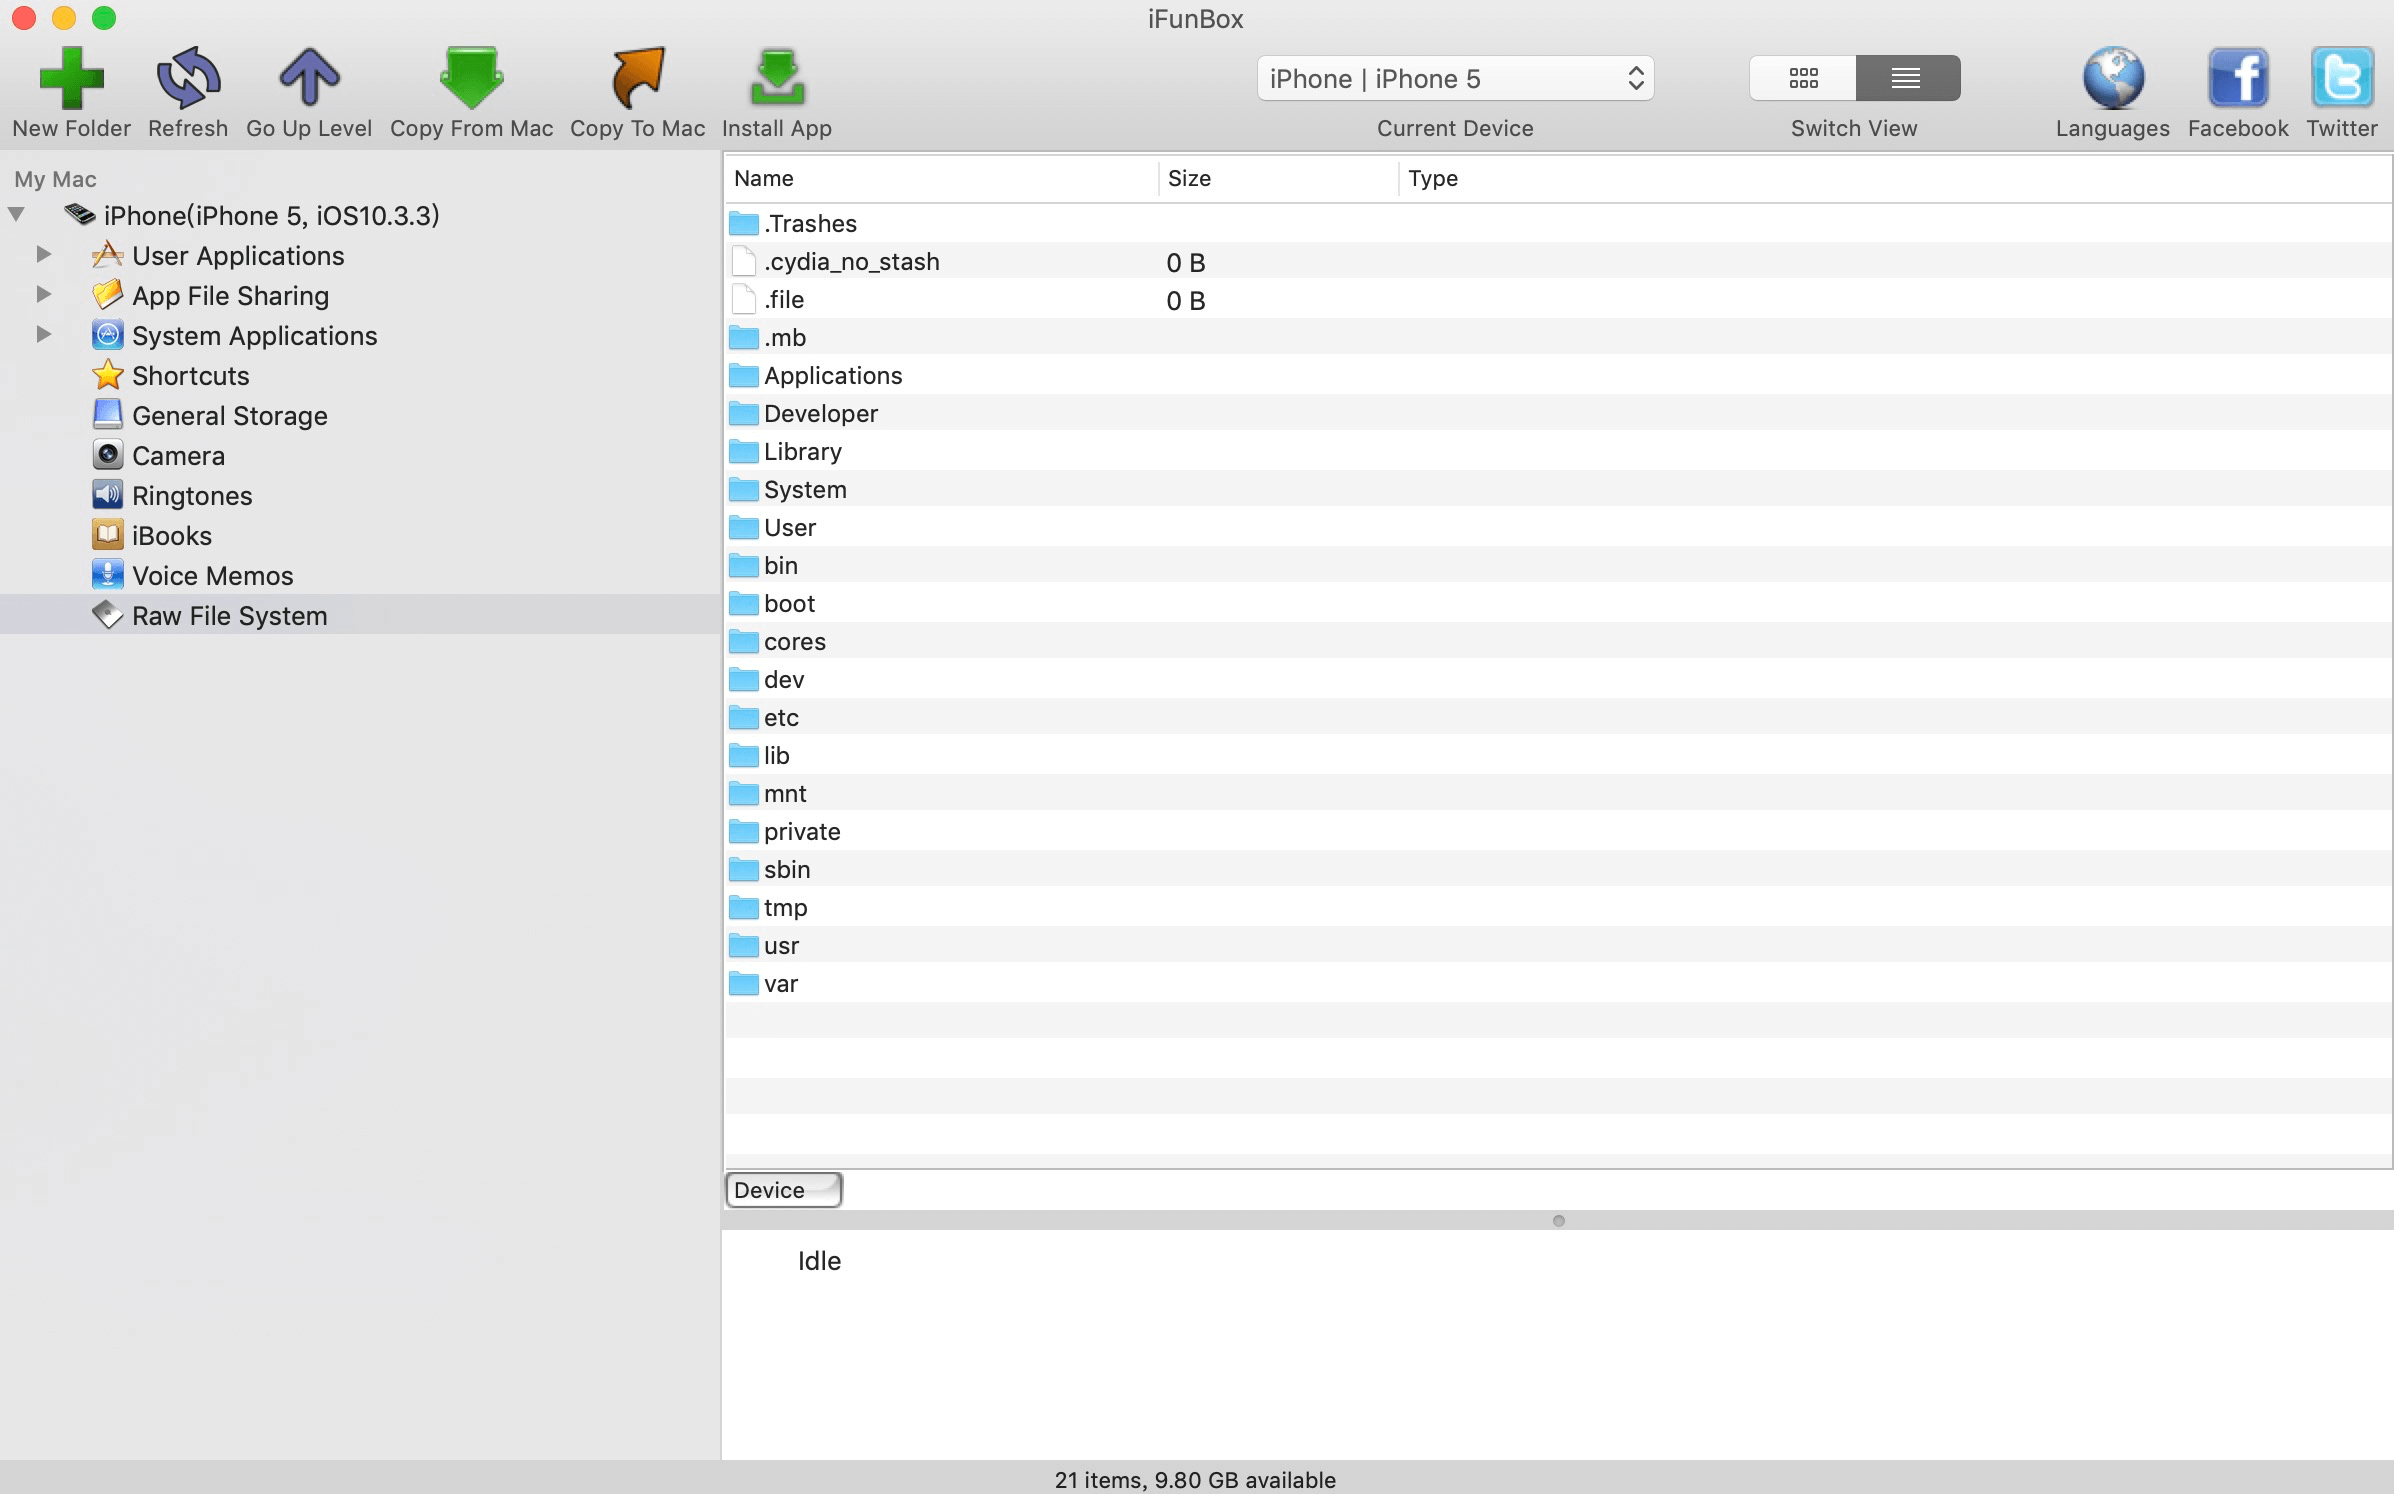 iFunBox
New Folder Refresh Go Up Level Copy From Mac Copy To Mac Install App
iPhone | iPhone 5
Current Device
Switch View
Languages Facebook Twitter
My Mac
iPhone(iPhone 5, iOS10.3.3)
User Applications
App File Sharing
System Applications
Shortcuts
General Storage
Camera
Ringtones
iBooks
Voice Memos
Raw File System
Name Size Type
.Trashes
.cydia_no_stash 0 B
.file 0 B
.mb
Applications
Developer
Library
System
User
bin
boot
cores
dev
etc
lib
mnt
private
sbin
tmp
usr
var
Device
Idle
21 items, 9.80 GB available